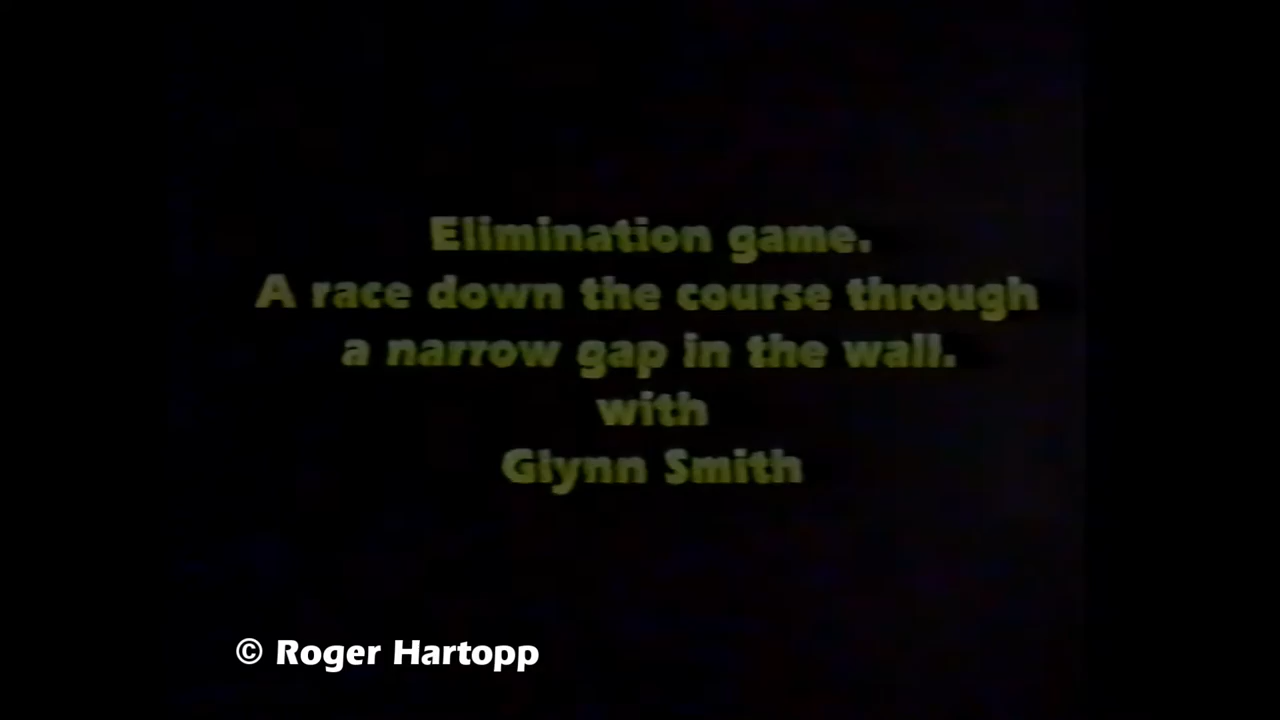 Elimination game.
A race down the course through
a narrow gap in the wall.
with
Glynn Smith
© Roger Hartopp